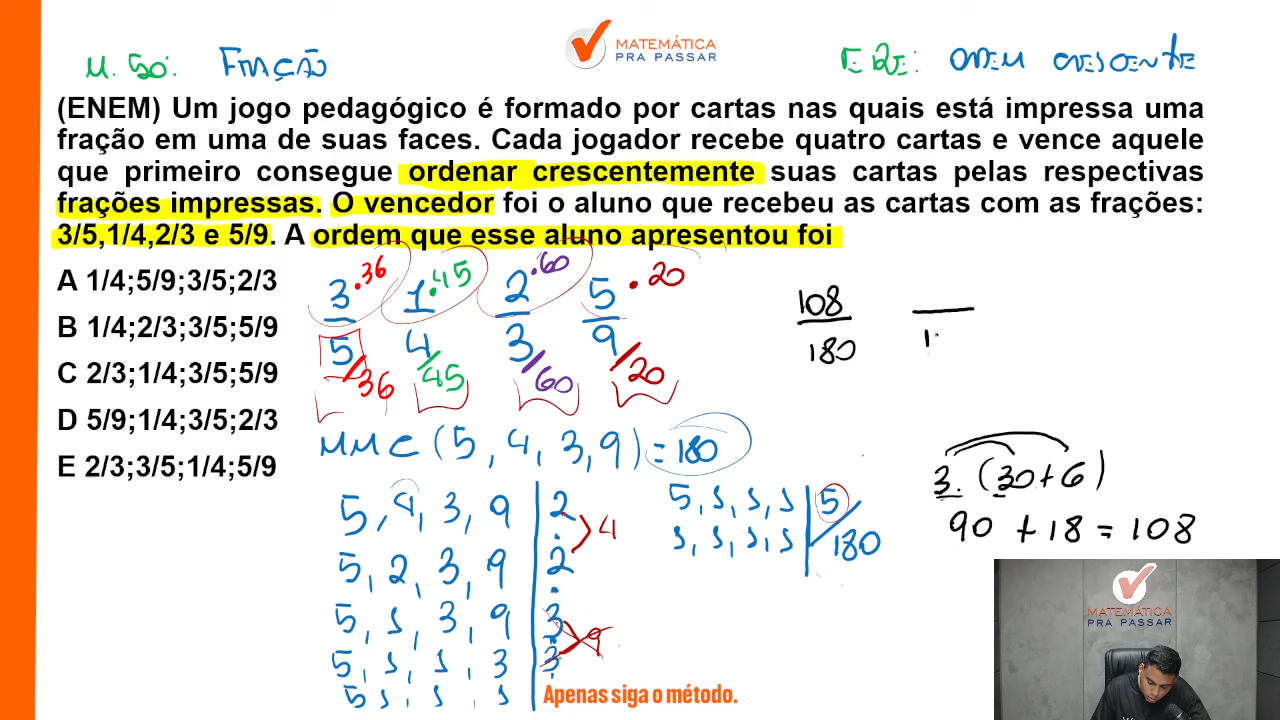 MATEMÁTICA
PRA PASSAR
M. SO: FRAÇÃO
ORDEM CRESCENTE
(ENEM) Um jogo pedagógico é formado por cartas nas quais está impressa uma
fração em uma de suas faces. Cada jogador recebe quatro cartas e vence aquele
que primeiro consegue ordenar crescentemente suas cartas pelas respectivas
frações impressas. O vencedor foi o aluno que recebeu as cartas com as frações:
3/5,1/4,2/3 e 5/9. A ordem que esse aluno apresentou foi
A 1/4;5/9;3/5;2/3
B 1/4;2/3;3/5;5/9
C 2/3;1/4;3/5;5/9
D 5/9;1/4;3/5;2/3
E 2/3;3/5;1/4;5/9
3 .36 1 .45 2 .60 5 .20
5 /36 4 /45 3 /60 9 /20
MMC (5, 4, 3, 9) = 180
5, 4, 3, 9 2
4
5, 2, 3, 9 2
5, 1, 3, 9 3
9
5, 1, 1, 3 3
5 1, 1, 1
5, 1, 1, 1 5
1, 1, 1, 1 /180
108
180
3. (30+6)
90 + 18 = 108
Apenas siga o método.
MATEMÁTICA
PRA PASSAR